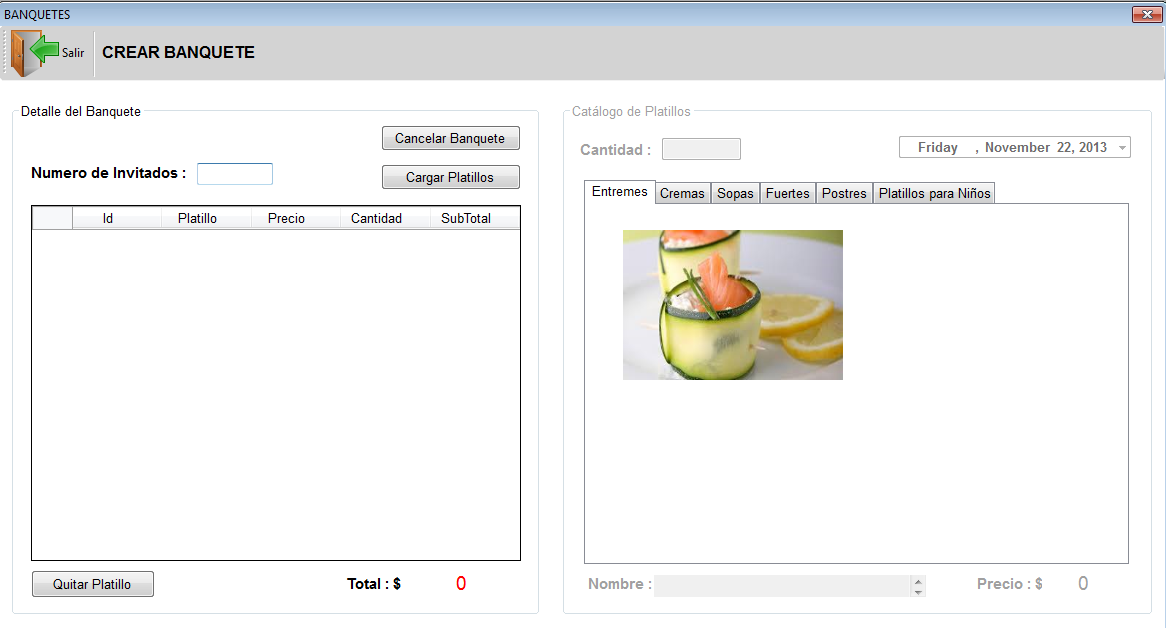 BANQUETES
Salir
CREAR BANQUETE
Detalle del Banquete
Cancelar Banquete
Numero de Invitados :
Cargar Platillos
Id Platillo Precio Cantidad SubTotal
Quitar Platillo
Total : $ 0
Catálogo de Platillos
Cantidad :
Friday , November 22, 2013
Entremes Cremas Sopas Fuertes Postres Platillos para Niños
Nombre :
Precio : $ 0